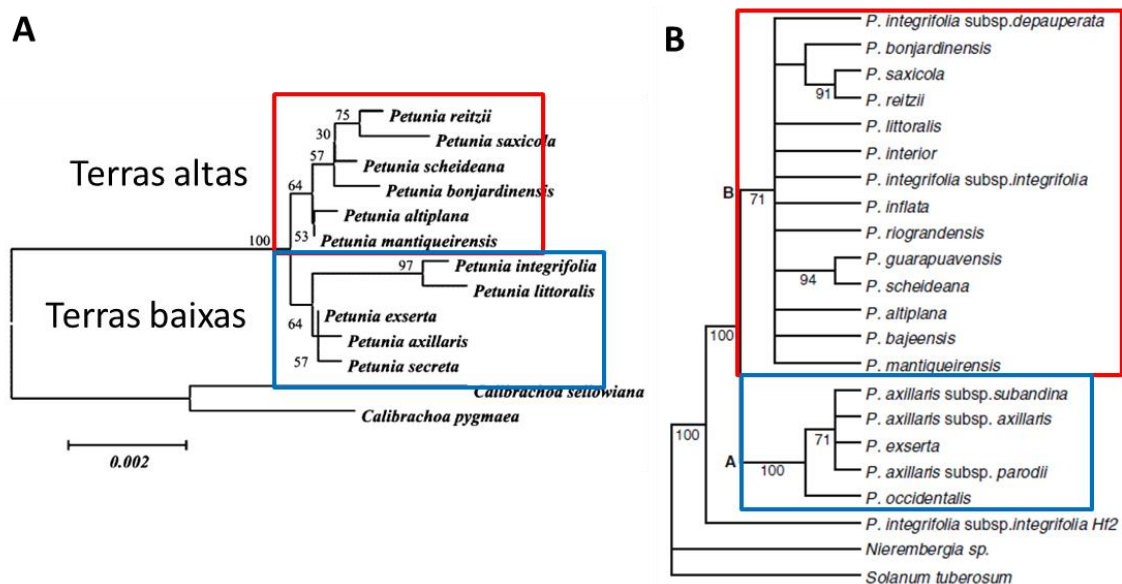 A
75
Petunia reitzii
30
Petunia saxicola
57
Petunia scheideana
Terras altas
64
Petunia bonjardinensis
Petunia altiplana
53
Petunia mantiqueirensis
100
97
Petunia integrifolia
Petunia littoralis
Terras baixas
Petunia exserta
64
Petunia axillaris
57
Petunia secreta
Calibrachoa sellowiana
Calibrachoa pygmaea
0.002
B
P. integrifolia subsp.depauperata
P. bonjardinensis
P. saxicola
91
P. reitzii
P. littoralis
P. interior
B
71
P. integrifolia subsp.integrifolia
P. inflata
P. riograndensis
P. guarapuavensis
94
P. scheideana
P. altiplana
100
P. bajeensis
P. mantiqueirensis
P. axillaris subsp.subandina
P. axillaris subsp. axillaris
100
71
P. exserta
A
100
P. axillaris subsp. parodii
P. occidentalis
P. integrifolia subsp.integrifolia Hf2
Nierembergia sp.
Solanum tuberosum